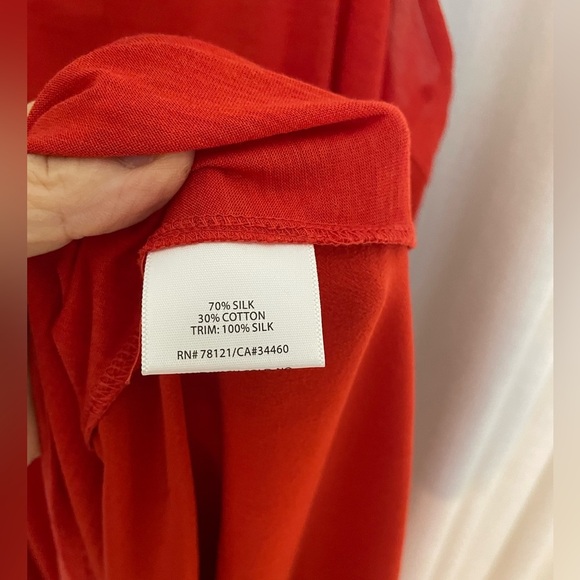 70% SILK
30% COTTON
TRIM: 100% SILK
RN# 78121/CA#34460